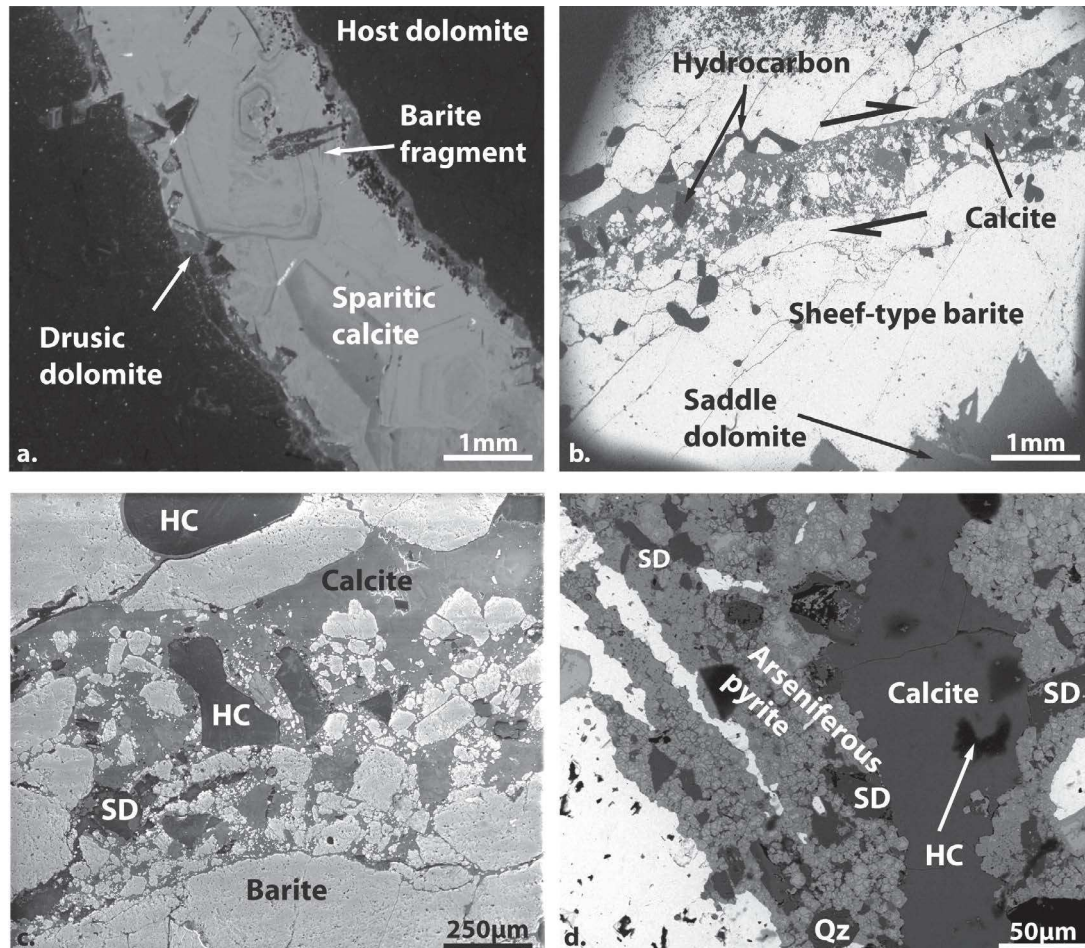 Host dolomite
Barite
fragment
Sparitic
calcite
Drusic
dolomite
1mm
a.
Hydrocarbon
Calcite
Sheef-type barite
Saddle
dolomite
1mm
b.
HC
Calcite
HC
SD
Barite
250µm
c.
SD
Arseniferous
pyrite
Calcite
SD
SD
HC
Qz
50µm
d.